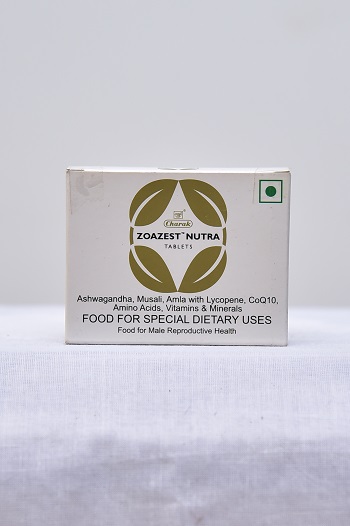 Charak
ZOAZEST™ NUTRA
TABLETS
Ashwagandha, Musali, Amla with Lycopene, CoQ10,
Amino Acids, Vitamins & Minerals
FOOD FOR SPECIAL DIETARY USES
Food for Male Reproductive Health